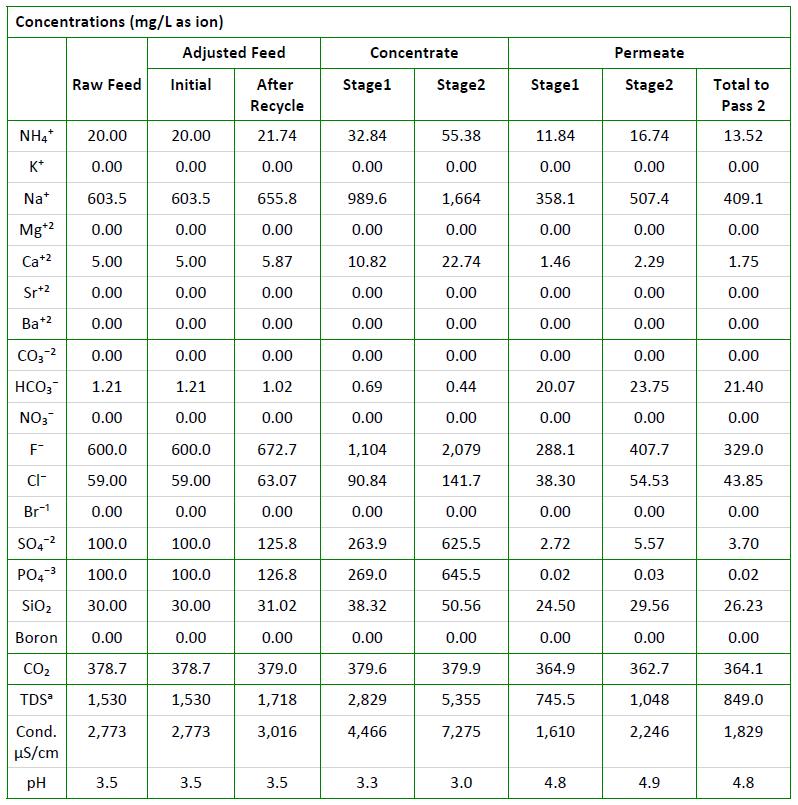 Concentrations (mg/L as ion)
Adjusted Feed Concentrate Permeate
Raw Feed Initial After Recycle Stage1 Stage2 Stage1 Stage2 Total to Pass 2
NH₄⁺ 20.00 20.00 21.74 32.84 55.38 11.84 16.74 13.52
K⁺ 0.00 0.00 0.00 0.00 0.00 0.00 0.00 0.00
Na⁺ 603.5 603.5 655.8 989.6 1,664 358.1 507.4 409.1
Mg⁺² 0.00 0.00 0.00 0.00 0.00 0.00 0.00 0.00
Ca⁺² 5.00 5.00 5.87 10.82 22.74 1.46 2.29 1.75
Sr⁺² 0.00 0.00 0.00 0.00 0.00 0.00 0.00 0.00
Ba⁺² 0.00 0.00 0.00 0.00 0.00 0.00 0.00 0.00
CO₃⁻² 0.00 0.00 0.00 0.00 0.00 0.00 0.00 0.00
HCO₃⁻ 1.21 1.21 1.02 0.69 0.44 20.07 23.75 21.40
NO₃⁻ 0.00 0.00 0.00 0.00 0.00 0.00 0.00 0.00
F⁻ 600.0 600.0 672.7 1,104 2,079 288.1 407.7 329.0
Cl⁻ 59.00 59.00 63.07 90.84 141.7 38.30 54.53 43.85
Br⁻¹ 0.00 0.00 0.00 0.00 0.00 0.00 0.00 0.00
SO₄⁻² 100.0 100.0 125.8 263.9 625.5 2.72 5.57 3.70
PO₄⁻³ 100.0 100.0 126.8 269.0 645.5 0.02 0.03 0.02
SiO₂ 30.00 30.00 31.02 38.32 50.56 24.50 29.56 26.23
Boron 0.00 0.00 0.00 0.00 0.00 0.00 0.00 0.00
CO₂ 378.7 378.7 379.0 379.6 379.9 364.9 362.7 364.1
TDSᵃ 1,530 1,530 1,718 2,829 5,355 745.5 1,048 849.0
Cond. µS/cm 2,773 2,773 3,016 4,466 7,275 1,610 2,246 1,829
pH 3.5 3.5 3.5 3.3 3.0 4.8 4.9 4.8